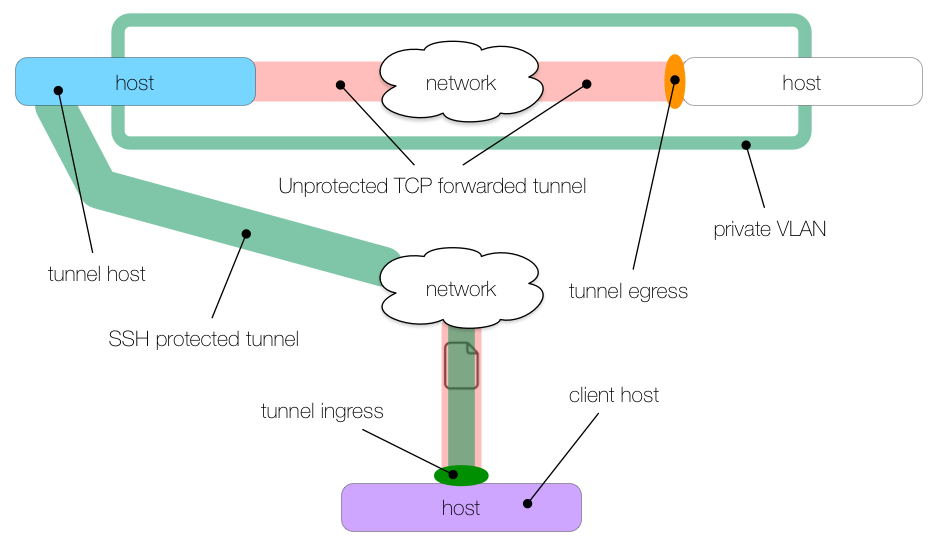 host
network
host
Unprotected TCP forwarded tunnel
private VLAN
tunnel host
network
tunnel egress
SSH protected tunnel
client host
tunnel ingress
host